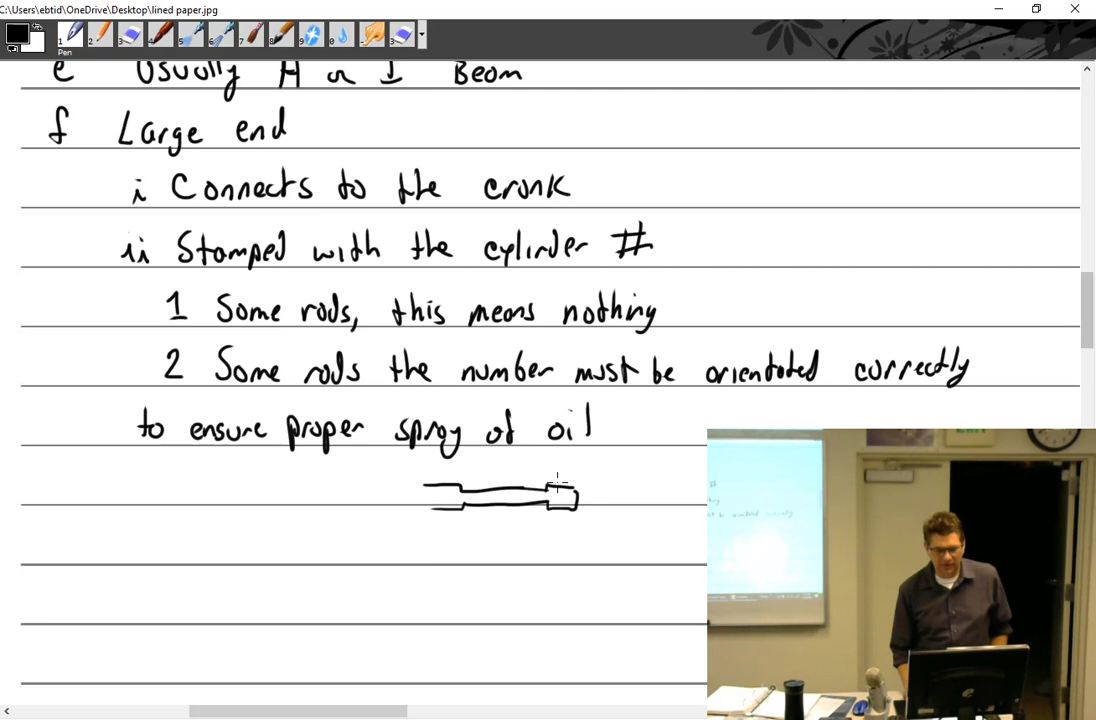 C:\Users\ebtid\OneDrive\Desktop\lined paper.jpg
Pen
e Usually H or I Beam
f Large end
i Connects to the crank
ii Stamped with the cylinder #
1 Some rods, this means nothing
2 Some rods the number must be orientated correctly
to ensure proper spray of oil